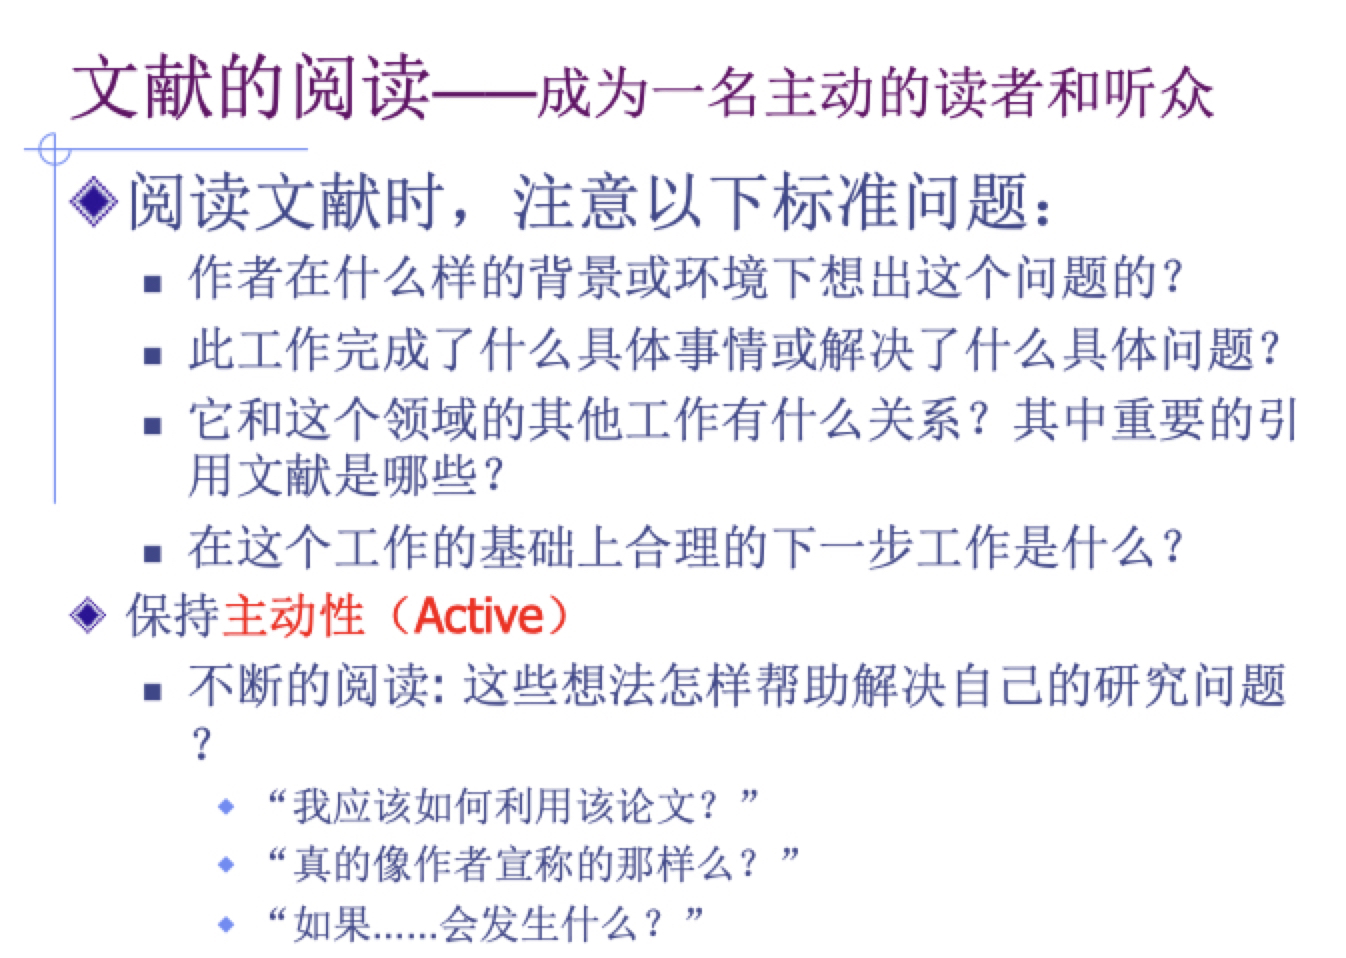 文献的阅读——成为一名主动的读者和听众
阅读文献时，注意以下标准问题：
作者在什么样的背景或环境下想出这个问题的？
此工作完成了什么具体事情或解决了什么具体问题？
它和这个领域的其他工作有什么关系？其中重要的引
用文献是哪些？
在这个工作的基础上合理的下一步工作是什么？
保持主动性（Active）
不断的阅读: 这些想法怎样帮助解决自己的研究问题
？
“我应该如何利用该论文？”
“真的像作者宣称的那样么？”
“如果......会发生什么？”